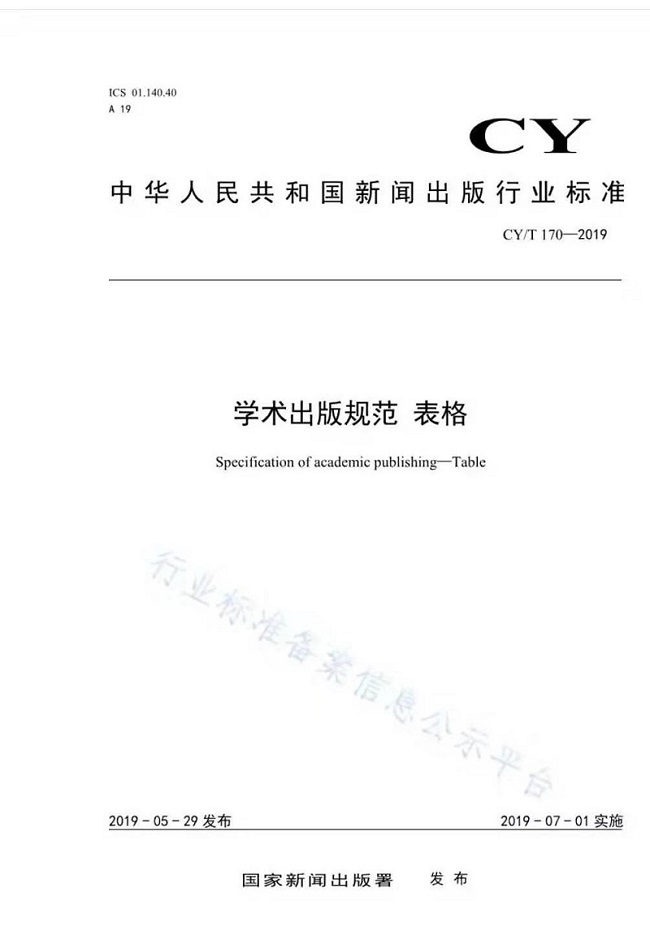 ICS 01.140.40
A 19
CY
中华人民共和国新闻出版行业标准
CY/T 170—2019
学术出版规范 表格
Specification of academic publishing—Table
行业标准备案信息公示平台
2019-05-29 发布
2019-07-01 实施
国家新闻出版署 发布